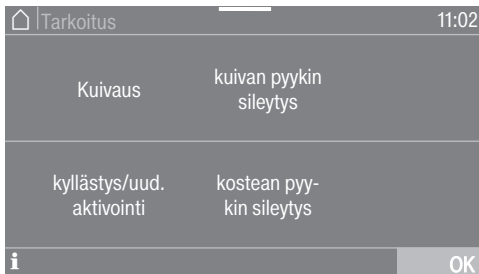 Tarkoitus 11:02
Kuivaus
kuivan pyykin
sileytys
kyllästys/uud.
aktivointi
kostean pyy-
kin sileytys
i OK